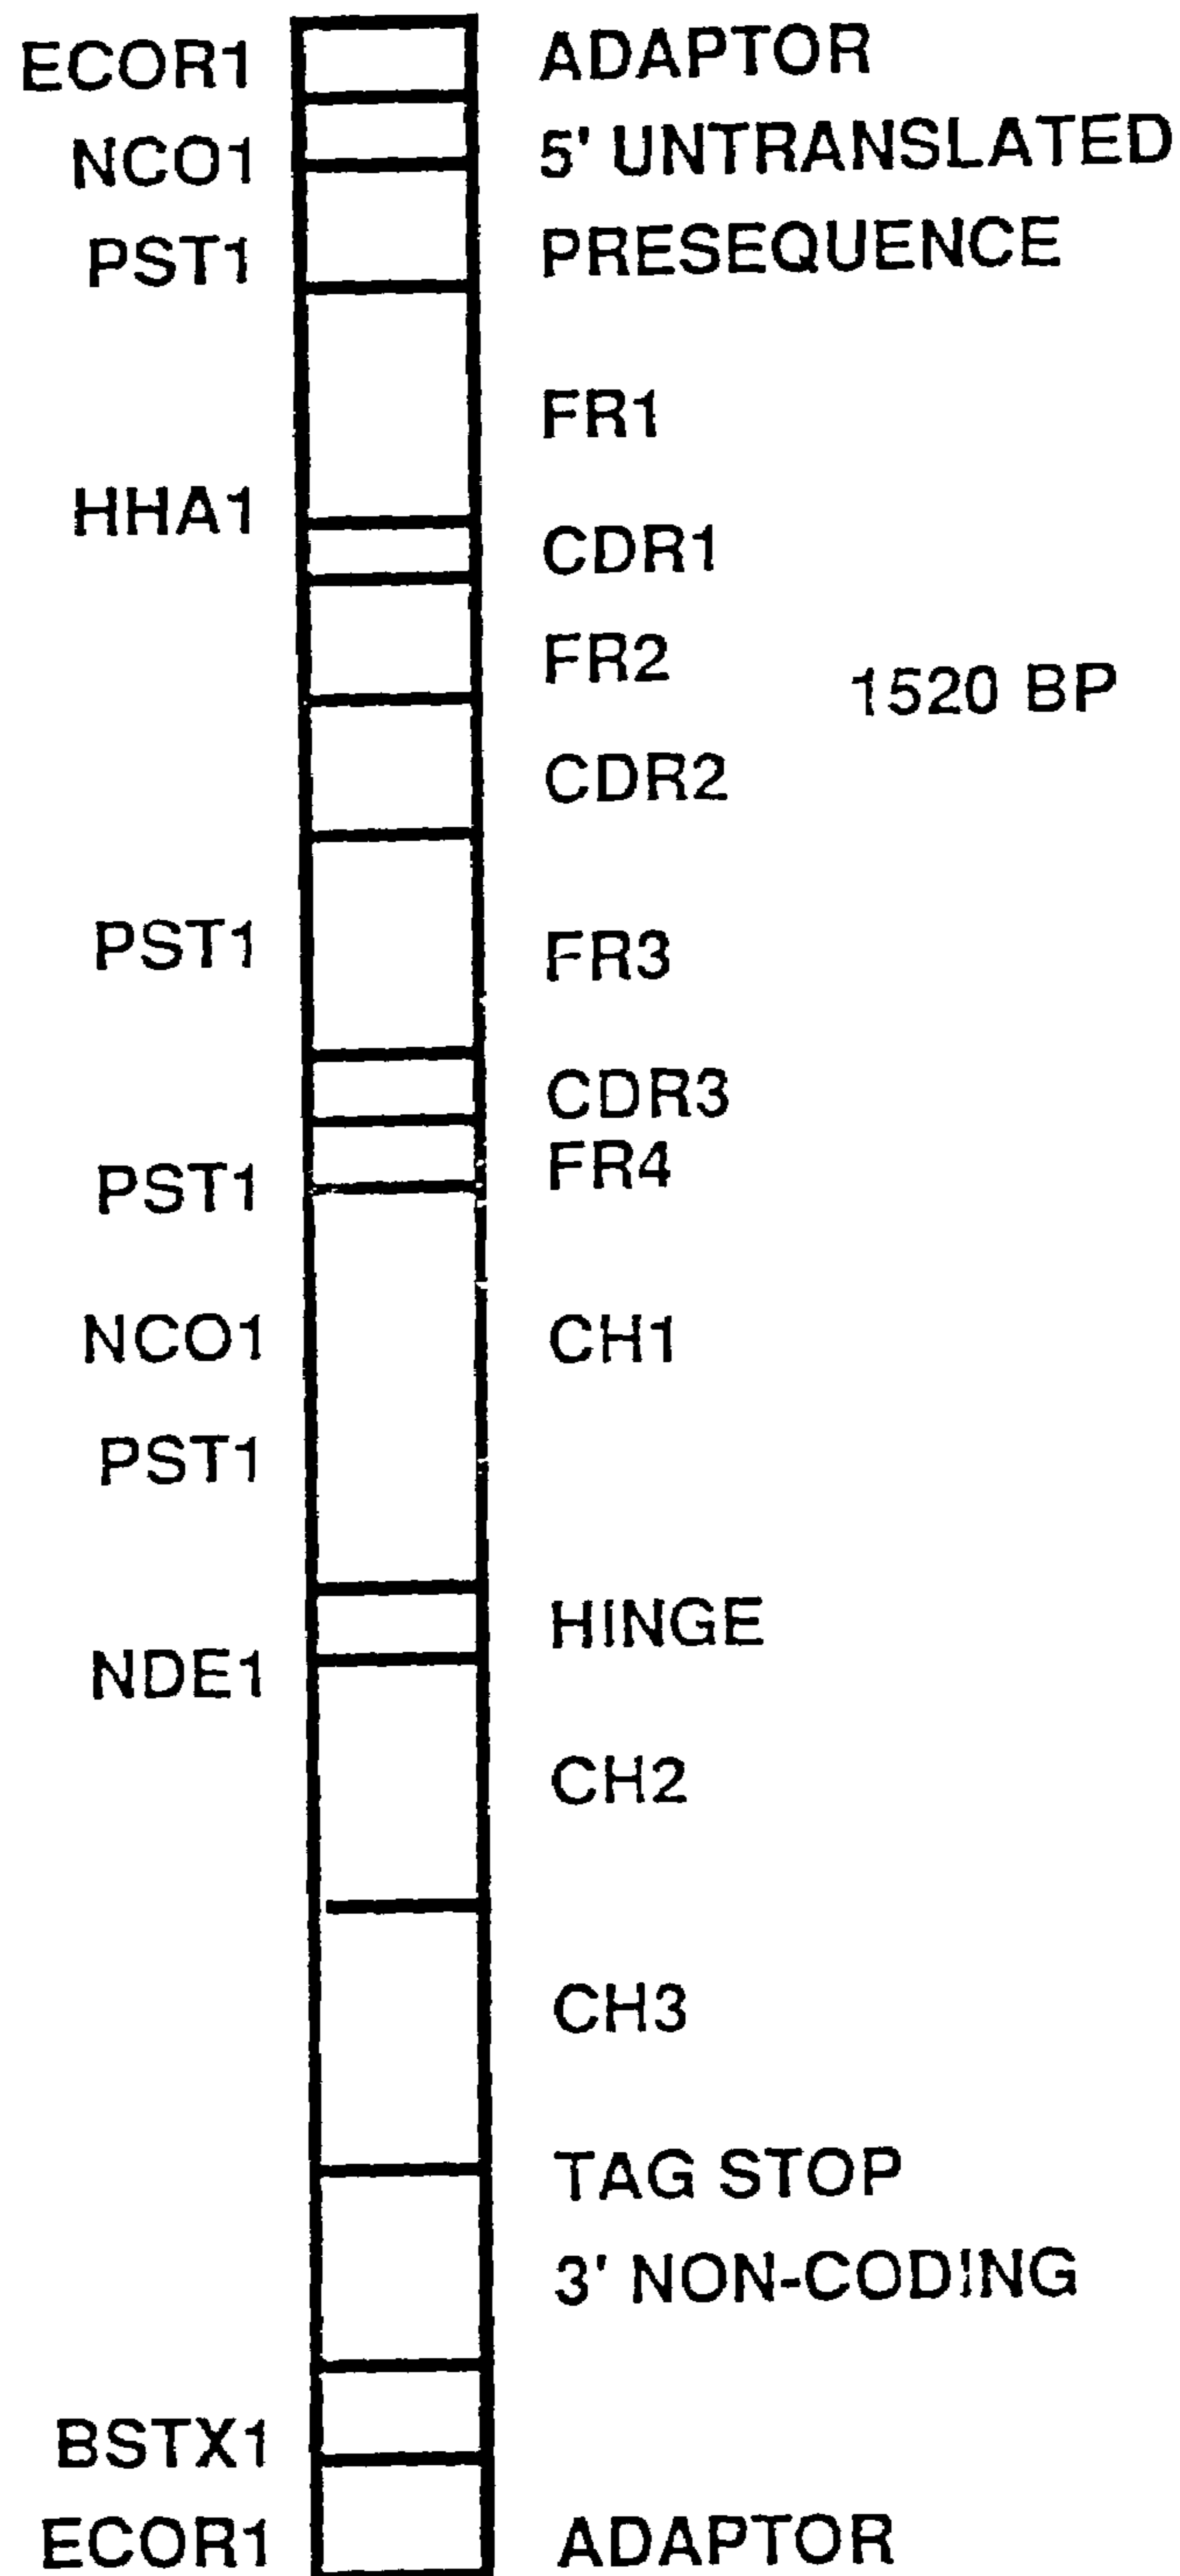 ECOR1 ADAPTOR
NCO1 5' UNTRANSLATED
PST1 PRESEQUENCE
FR1
HHA1
CDR1
FR2
1520 BP
CDR2
PST1 FR3
CDR3
FR4
PST1
NCO1 CH1
PST1
HINGE
NDE1
CH2
CH3
TAG STOP
3' NON-CODING
BSTX1
ECOR1 ADAPTOR